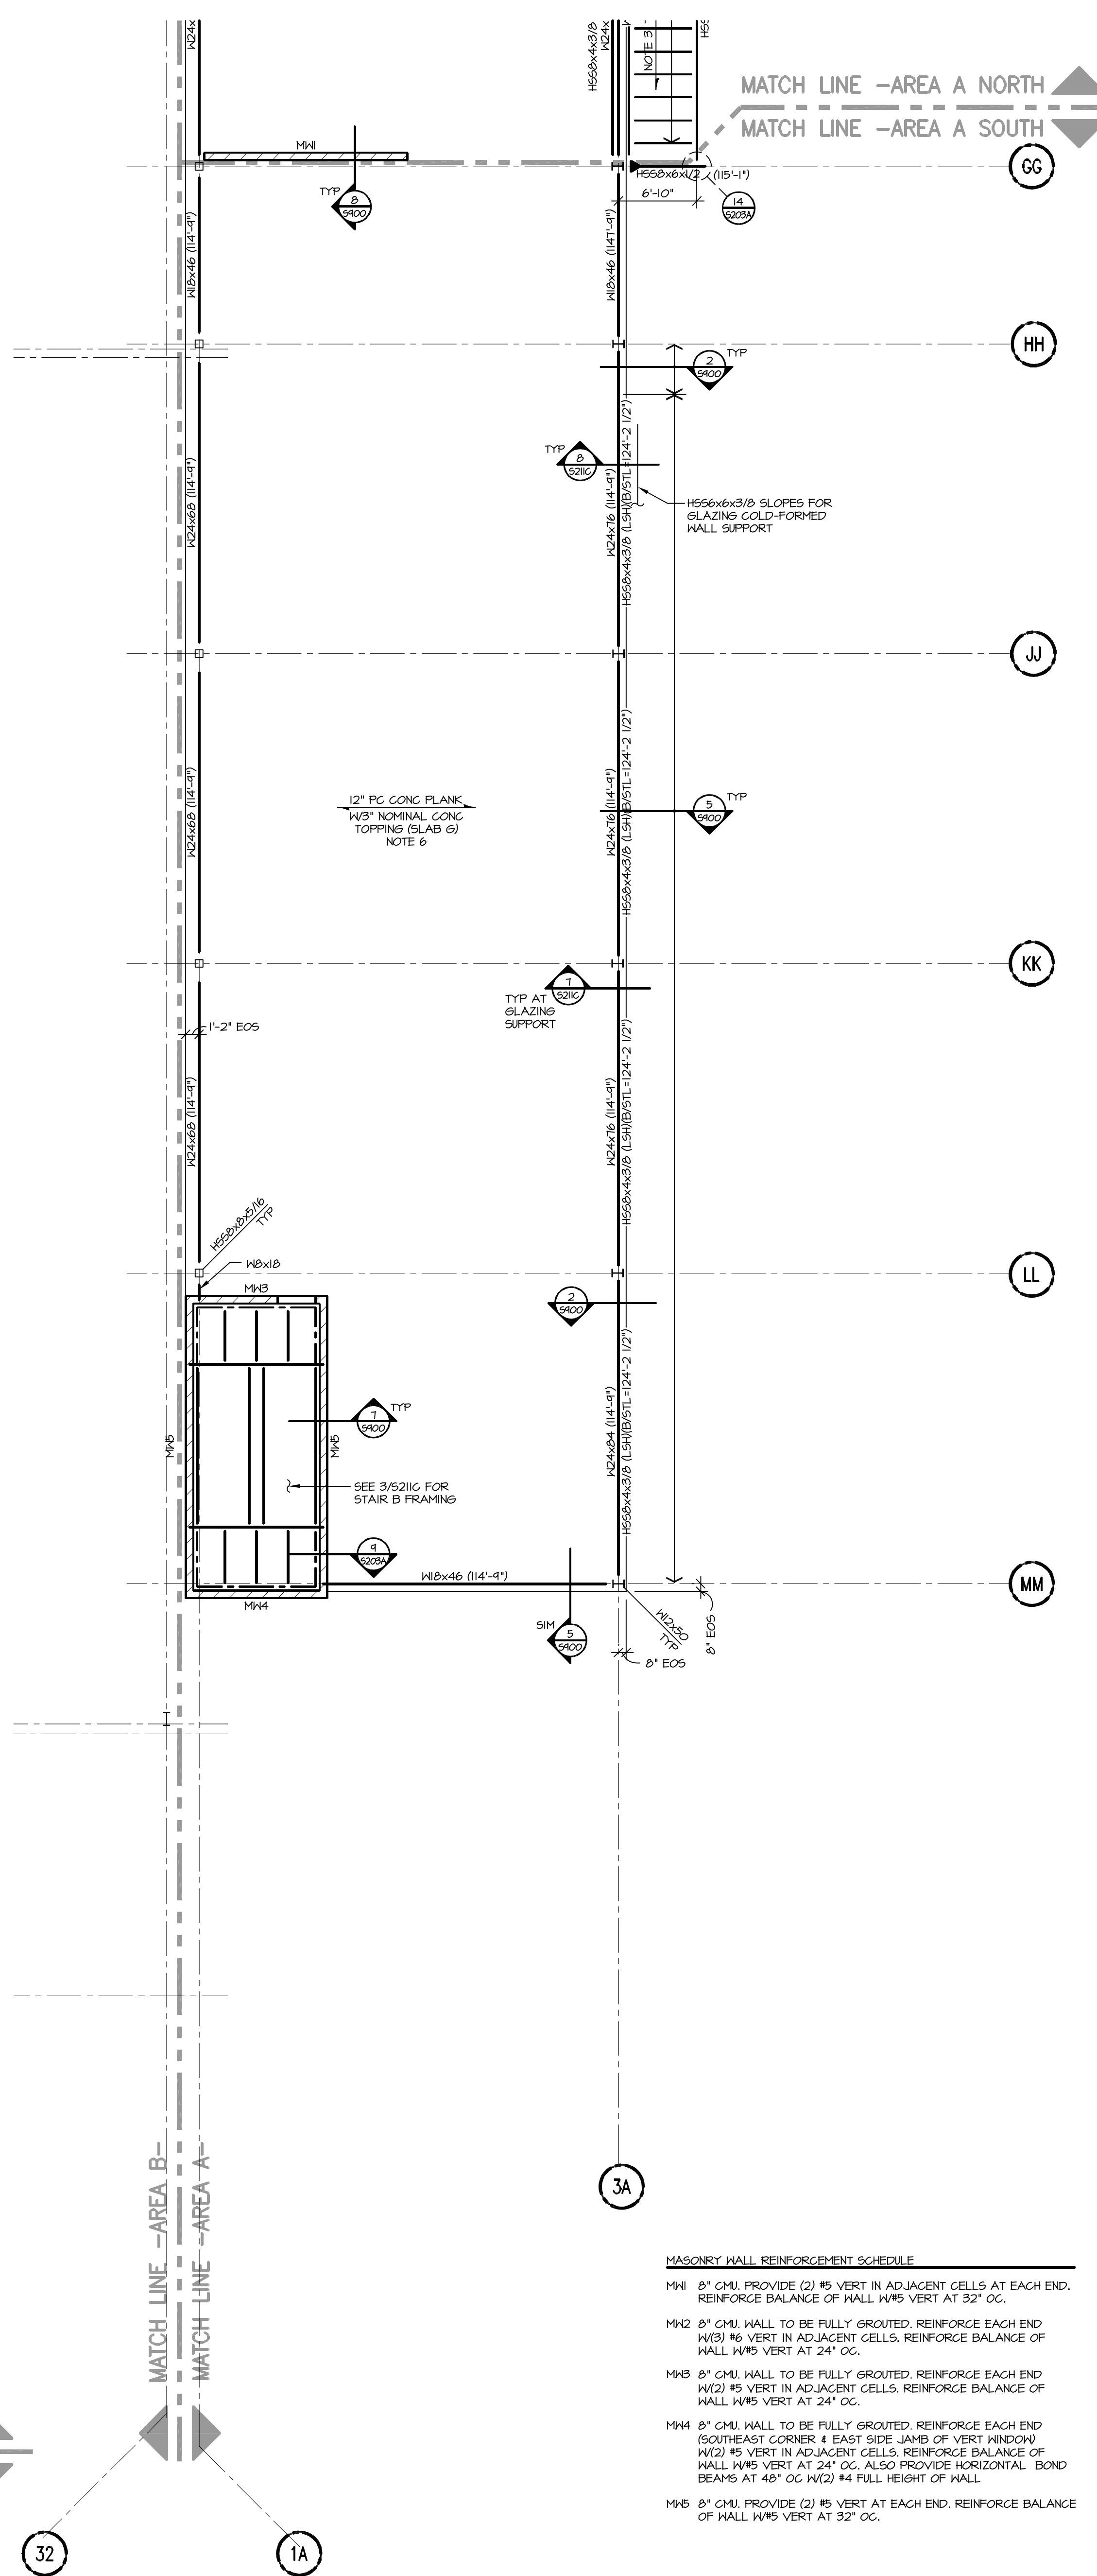 W24x
HSS8x4x3/8
W24x
NOTE 3
HSS
MATCH LINE -AREA A NORTH
MATCH LINE -AREA A SOUTH
MW1
GG
HSS8x6x1/2 (115'-1")
6'-10"
14
S203A
TYP
8
S900
W18x46 (114'-9")
W18x46 (1147'-9")
HH
2
S900
TYP
TYP
8
S211C
HSS6x6x3/8 SLOPES FOR
GLAZING COLD-FORMED
WALL SUPPORT
W24x68 (114'-9")
W24x76 (114'-9")
HSS8x4x3/8 (LSH)(B/STL=124'-2 1/2")
JJ
12" PC CONC PLANK
W/3" NOMINAL CONC
TOPPING (SLAB G)
NOTE 6
5
S900
TYP
W24x68 (114'-9")
W24x76 (114'-9")
HSS8x4x3/8 (LSH)(B/STL=124'-2 1/2")
KK
7
S211C
TYP AT
GLAZING
SUPPORT
1'-2" EOS
W24x68 (114'-9")
W24x76 (114'-9")
HSS8x4x3/8 (LSH)(B/STL=124'-2 1/2")
HSS8x8x5/16
TYP
W8x18
LL
MW3
2
S900
MW5
MW5
7
S900
TYP
SEE 3/S211C FOR
STAIR B FRAMING
W24x84 (114'-9")
HSS8x4x3/8 (LSH)(B/STL=124'-2 1/2")
9
S203A
W18x46 (114'-9")
MM
MW4
SIM
5
S900
W12x50
TYP
8" EOS
8" EOS
MATCH LINE -AREA B-
MATCH LINE -AREA A-
3A
32
1A
MASONRY WALL REINFORCEMENT SCHEDULE
MW1 8" CMU. PROVIDE (2) #5 VERT IN ADJACENT CELLS AT EACH END.
REINFORCE BALANCE OF WALL W/#5 VERT AT 32" OC.
MW2 8" CMU. WALL TO BE FULLY GROUTED. REINFORCE EACH END
W/(3) #6 VERT IN ADJACENT CELLS. REINFORCE BALANCE OF
WALL W/#5 VERT AT 24" OC.
MW3 8" CMU. WALL TO BE FULLY GROUTED. REINFORCE EACH END
W/(2) #5 VERT IN ADJACENT CELLS. REINFORCE BALANCE OF
WALL W/#5 VERT AT 24" OC.
MW4 8" CMU. WALL TO BE FULLY GROUTED. REINFORCE EACH END
(SOUTHEAST CORNER & EAST SIDE JAMB OF VERT WINDOW)
W/(2) #5 VERT IN ADJACENT CELLS. REINFORCE BALANCE OF
WALL W/#5 VERT AT 24" OC. ALSO PROVIDE HORIZONTAL BOND
BEAMS AT 48" OC W/(2) #4 FULL HEIGHT OF WALL
MW5 8" CMU. PROVIDE (2) #5 VERT AT EACH END. REINFORCE BALANCE
OF WALL W/#5 VERT AT 32" OC.